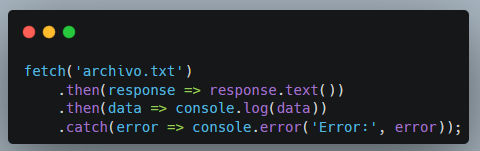 fetch('archivo.txt')
    .then(response => response.text())
    .then(data => console.log(data))
    .catch(error => console.error('Error:', error));